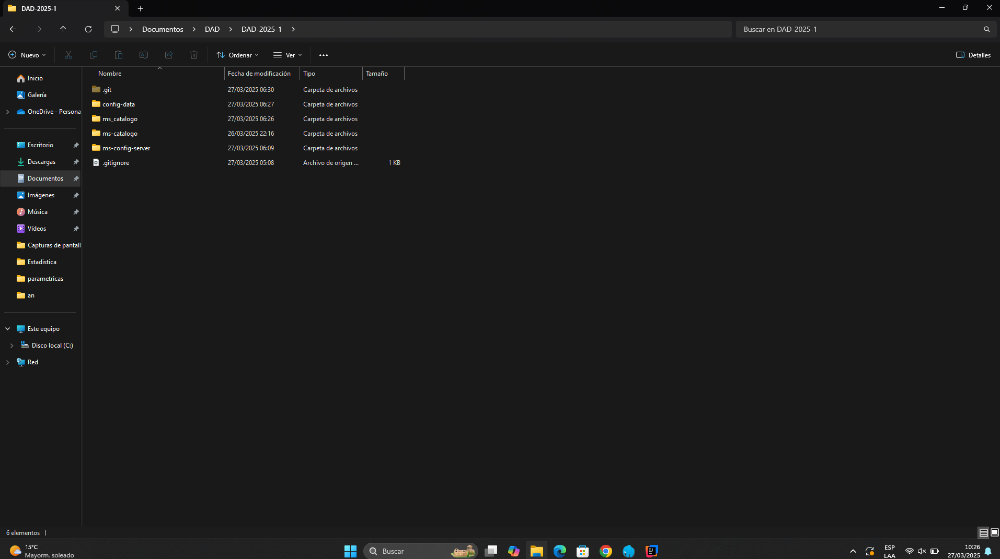 DAD-2025-1
Documentos DAD DAD-2025-1
Buscar en DAD-2025-1
Nuevo
Ordenar
Ver
Detalles
Nombre Fecha de modificación Tipo Tamaño
.git 27/03/2025 06:30 Carpeta de archivos
config-data 27/03/2025 06:27 Carpeta de archivos
ms_catalogo 27/03/2025 06:26 Carpeta de archivos
ms-catalogo 26/03/2025 22:16 Carpeta de archivos
ms-config-server 27/03/2025 06:09 Carpeta de archivos
.gitignore 27/03/2025 05:08 Archivo de origen ... 1 KB
Inicio
Galería
OneDrive - Persona
Escritorio
Descargas
Documentos
Imágenes
Música
Vídeos
Capturas de pantall
Estadistica
parametricas
an
Este equipo
Disco local (C:)
Red
6 elementos
15°C
Mayorm. soleado
Buscar
ESP
LAA
10:26
27/03/2025